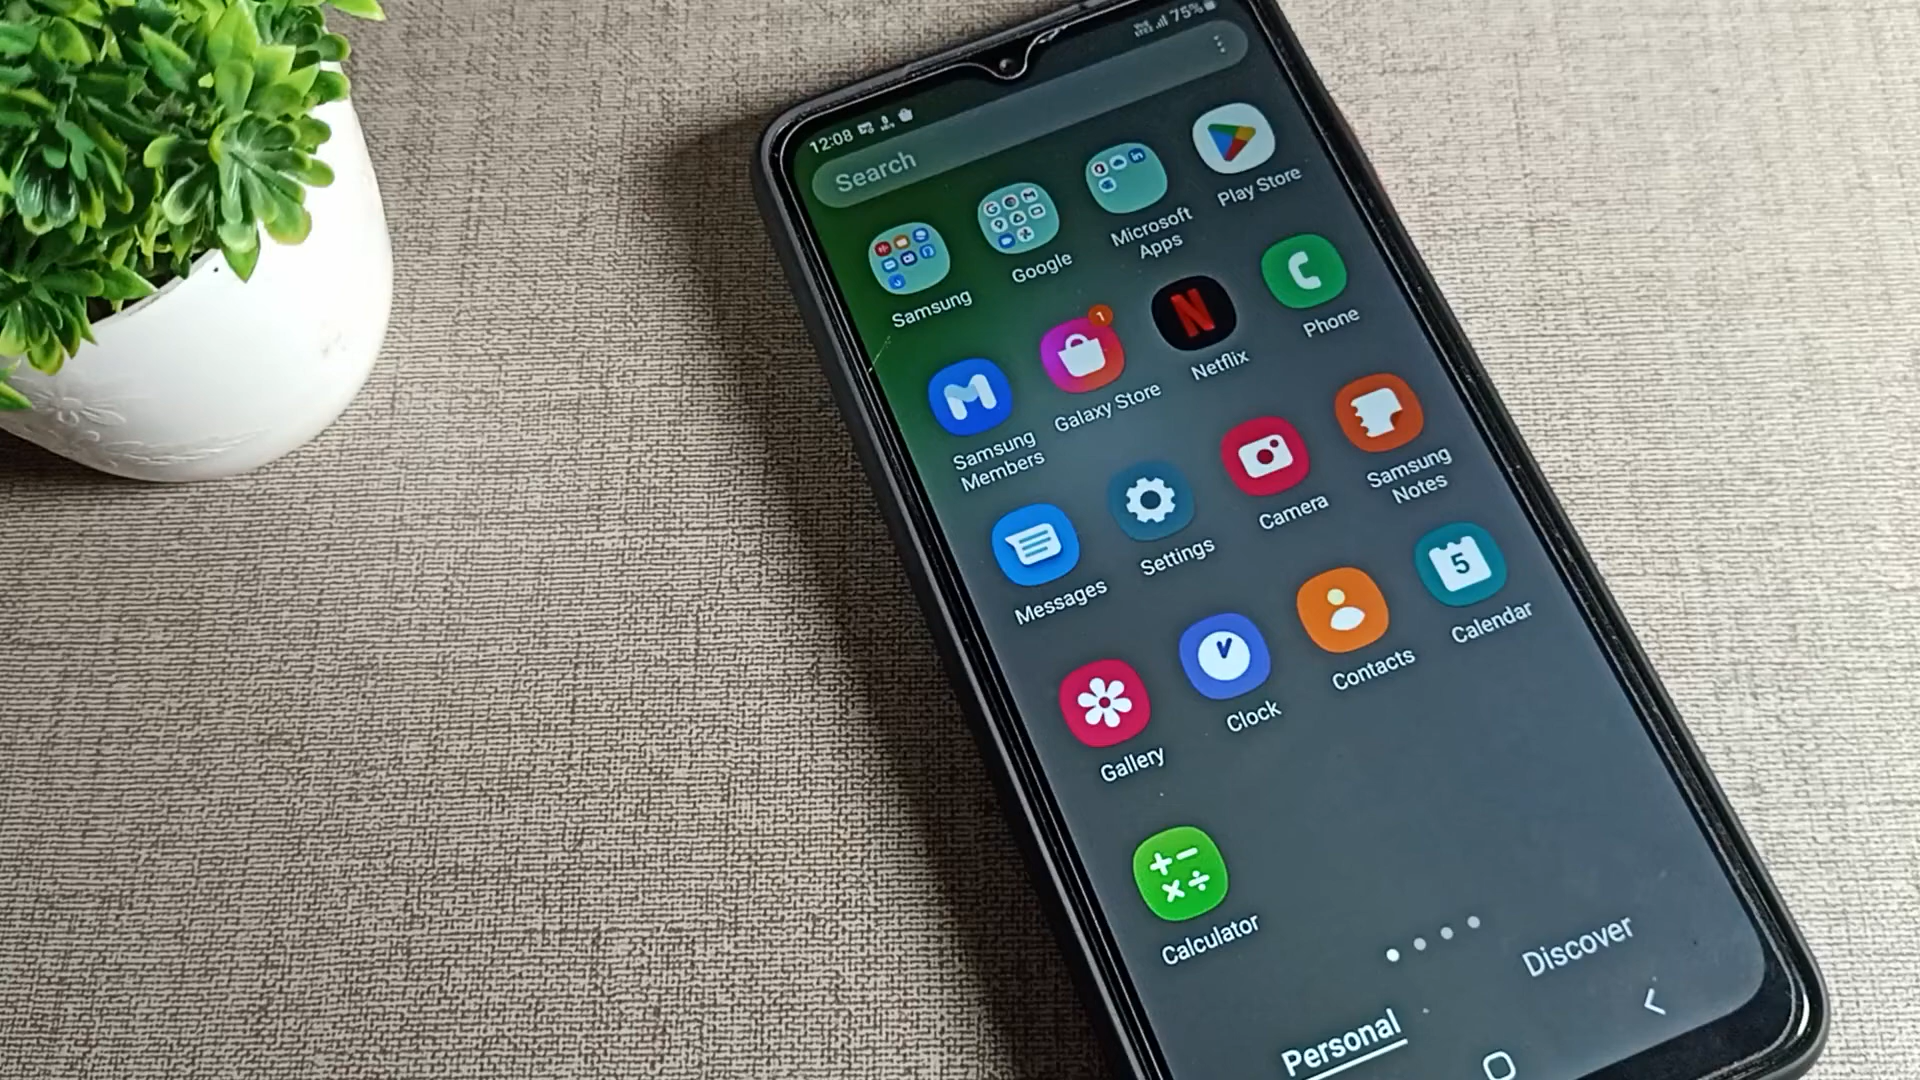 12:08
75%
Search
Samsung
Google
Microsoft
Apps
Play Store
Samsung
Members
1
Galaxy Store
N
Netflix
Phone
Messages
Settings
Camera
Samsung
Notes
Gallery
Clock
Contacts
5
Calendar
Calculator
Personal
Discover